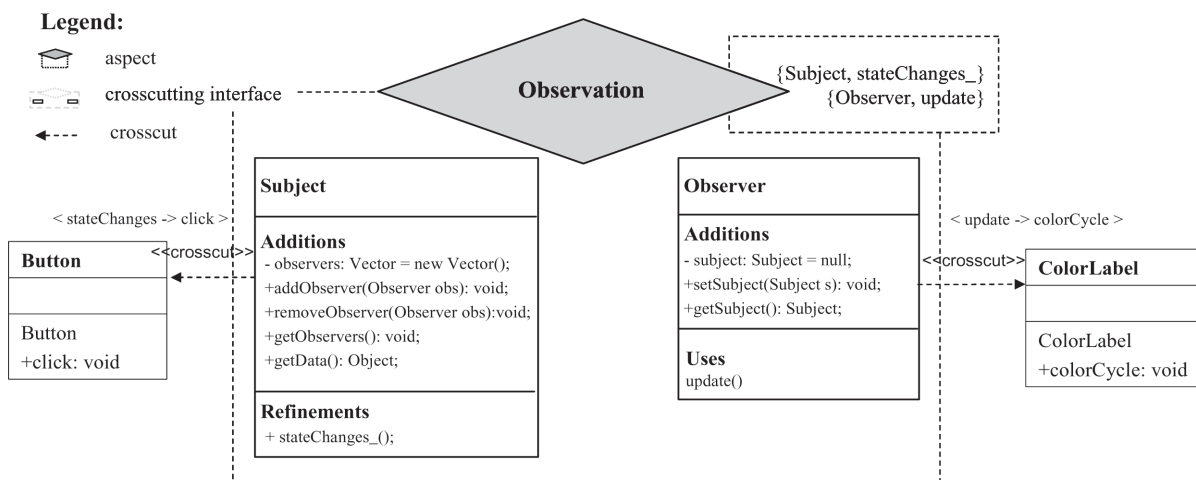 Legend:
aspect
crosscutting interface
crosscut
Observation
{Subject, stateChanges_}
{Observer, update}
< stateChanges -> click >
<<crosscut>>
Button
Button
+click: void
Subject
Additions
- observers: Vector = new Vector();
+addObserver(Observer obs): void;
+removeObserver(Observer obs):void;
+getObservers(): void;
+getData(): Object;
Refinements
+ stateChanges_();
Observer
Additions
- subject: Subject = null;
+setSubject(Subject s): void;
+getSubject(): Subject;
Uses
update()
< update -> colorCycle >
<<crosscut>>
ColorLabel
ColorLabel
+colorCycle: void